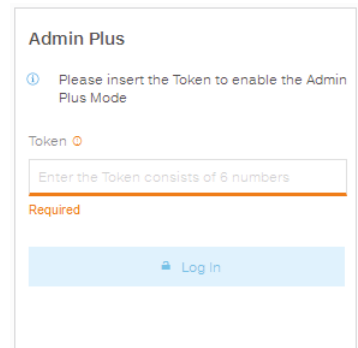 Admin Plus
Please insert the Token to enable the Admin
Plus Mode
Token
Enter the Token consists of 6 numbers
Required
Log In